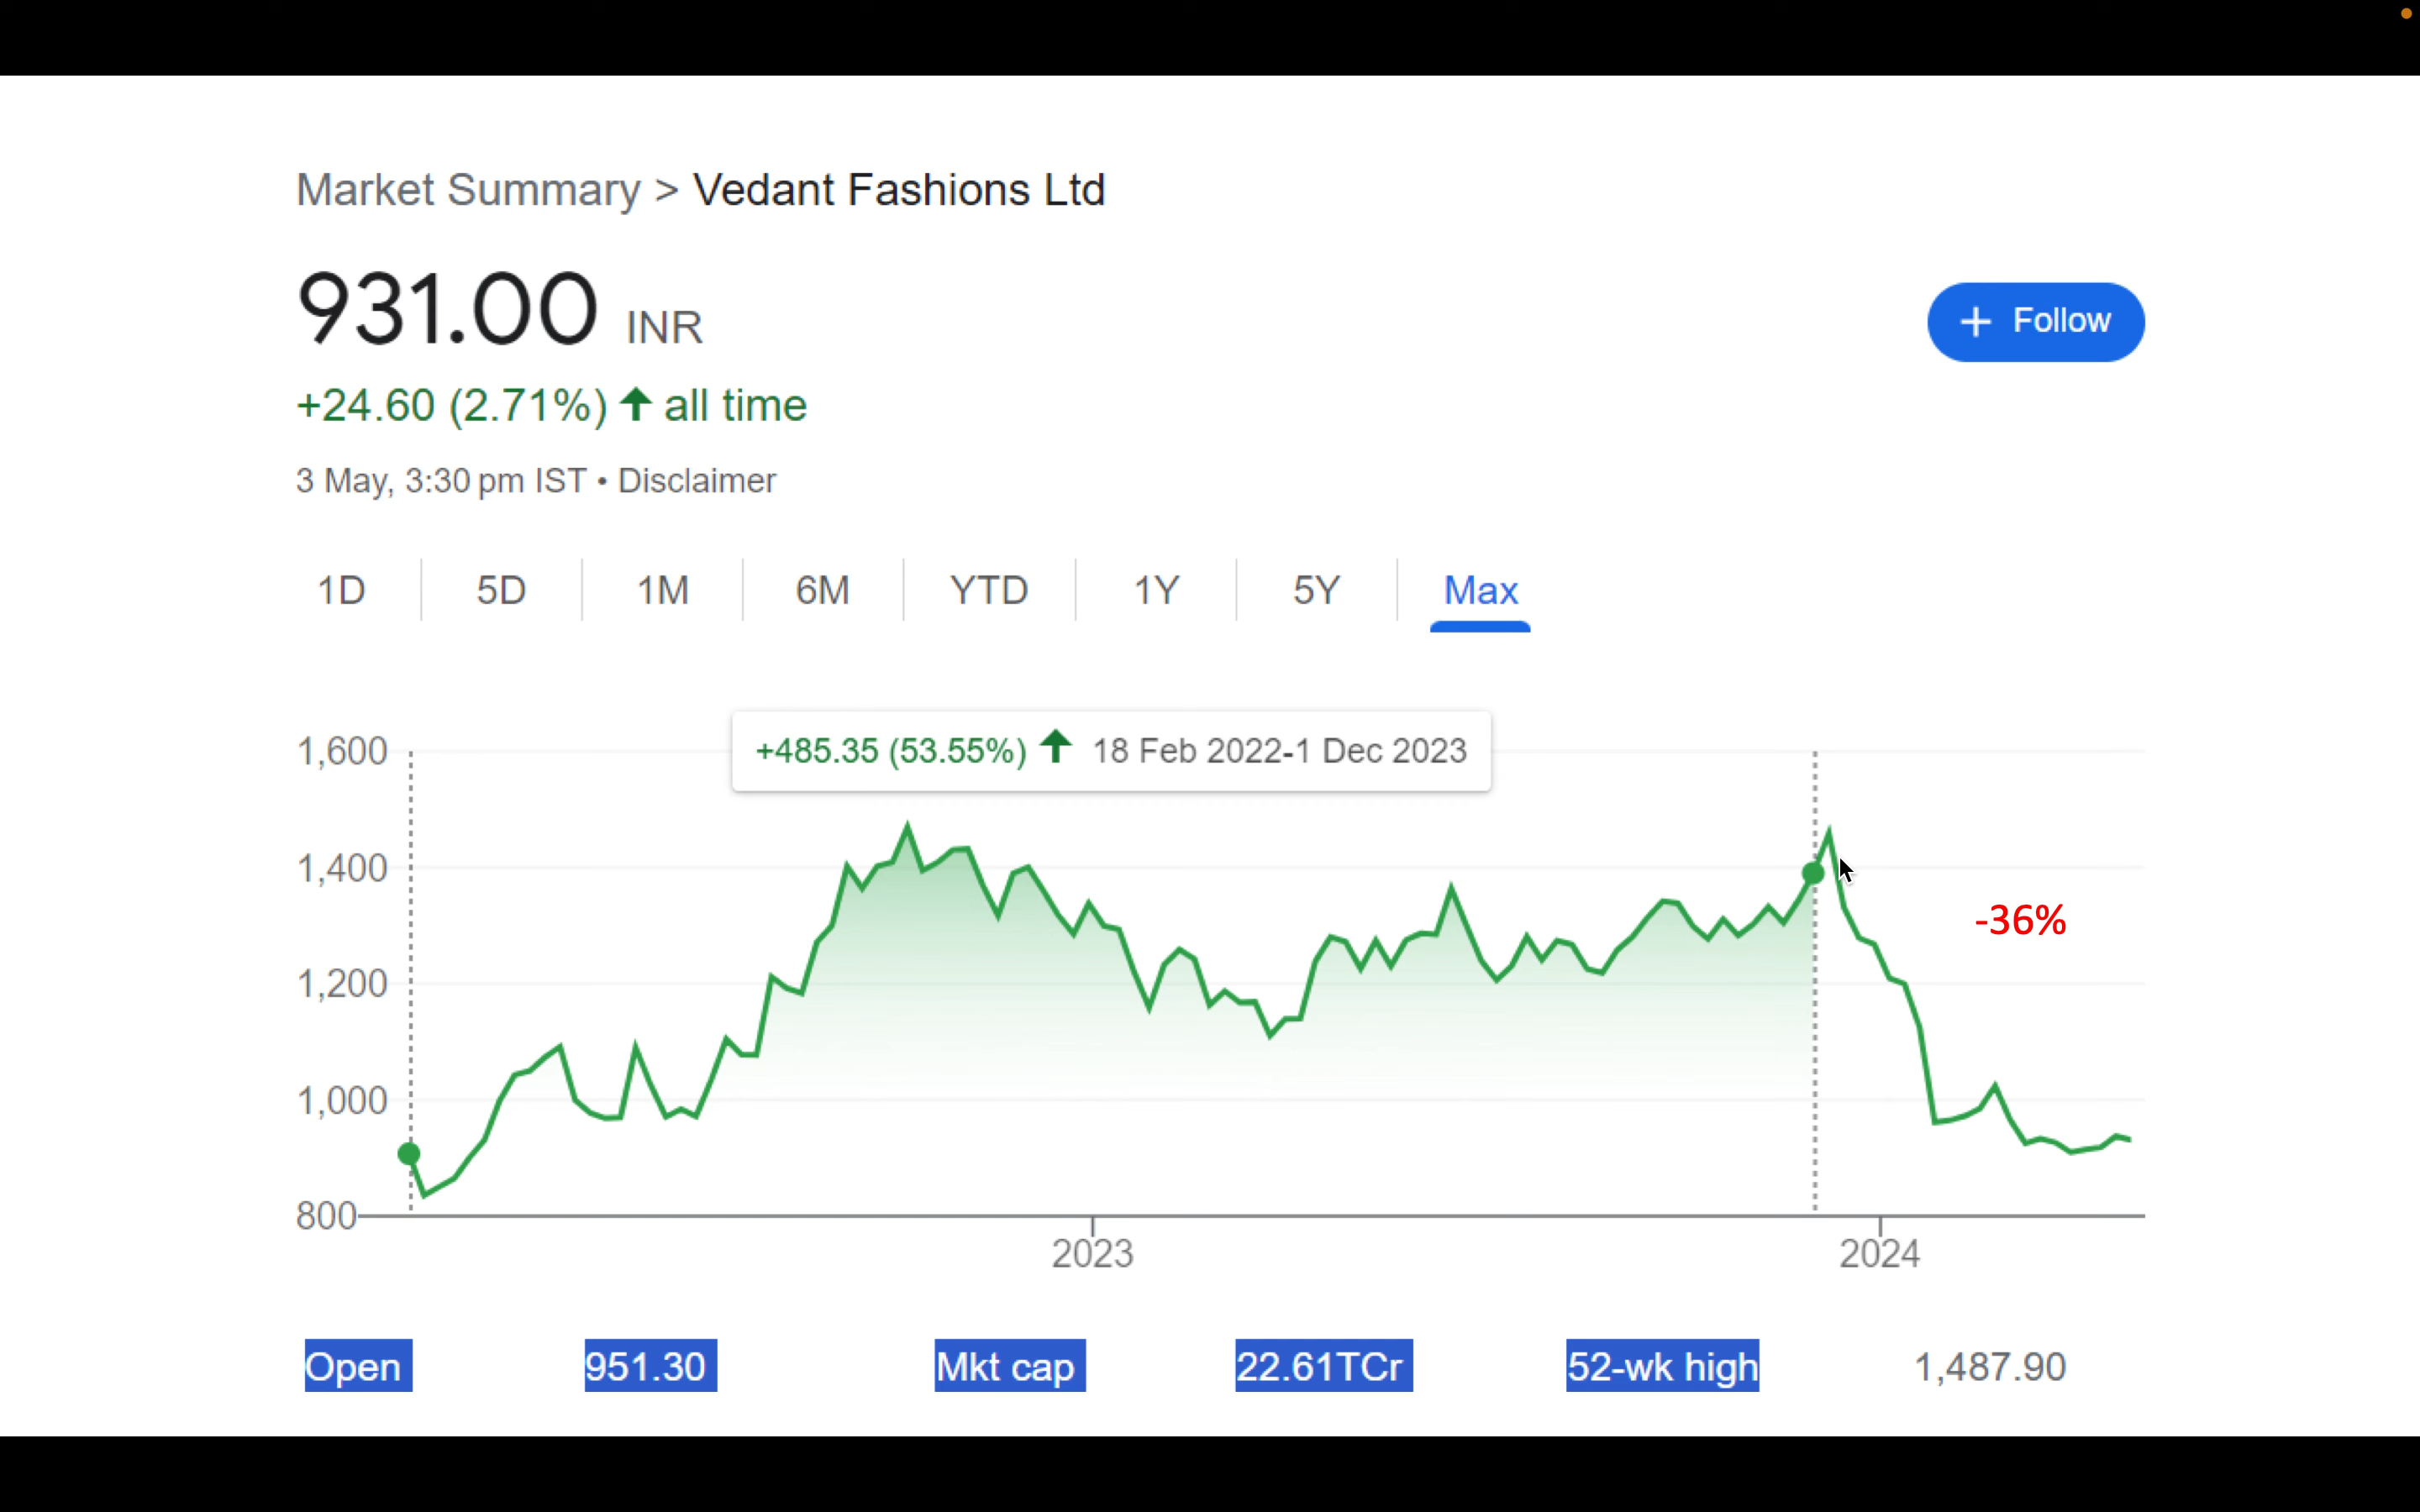 Market Summary > Vedant Fashions Ltd
931.00 INR
+ Follow
+24.60 (2.71%) ↑ all time
3 May, 3:30 pm IST • Disclaimer
1D 5D 1M 6M YTD 1Y 5Y Max
+485.35 (53.55%) ↑ 18 Feb 2022-1 Dec 2023
1,600
1,400
-36%
1,200
1,000
800
2023 2024
Open 951.30 Mkt cap 22.61TCr 52-wk high 1,487.90